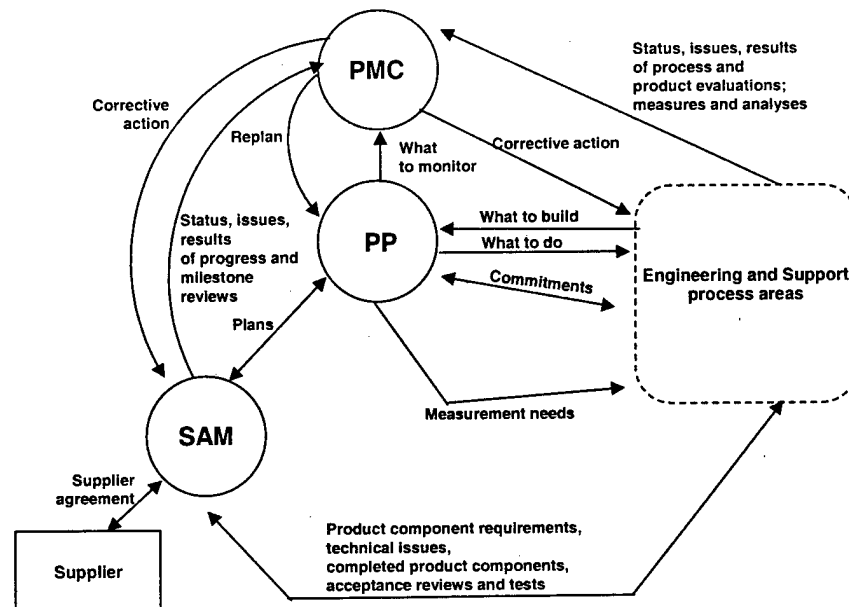 PMC
Status, issues, results
of process and
product evaluations;
measures and analyses
Corrective
action
Replan
What
to monitor
Corrective action
Status, issues,
results
of progress and
milestone
reviews
PP
What to build
What to do
Commitments
Engineering and Support
process areas
Plans
Measurement needs
SAM
Supplier
agreement
Supplier
Product component requirements,
technical issues,
completed product components,
acceptance reviews and tests